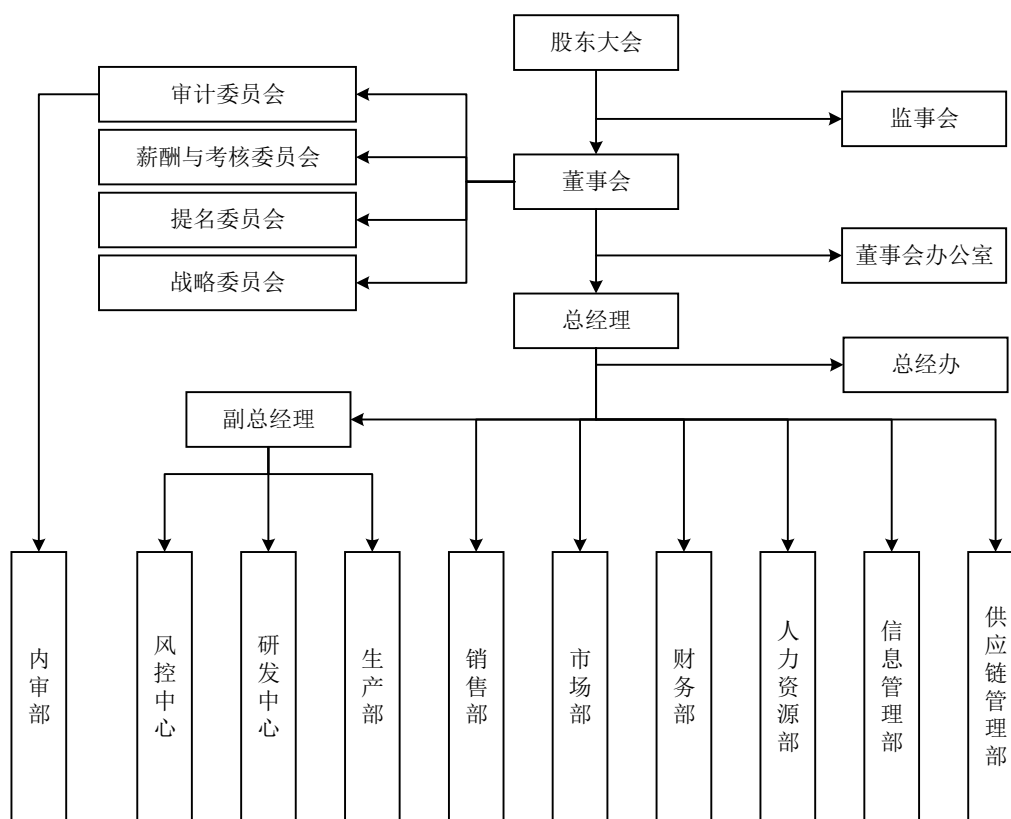 股东大会
审计委员会
监事会
薪酬与考核委员会
董事会
提名委员会
董事会办公室
战略委员会
总经理
总经办
副总经理
内审部
风控中心
研发中心
生产部
销售部
市场部
财务部
人力资源部
信息管理部
供应链管理部